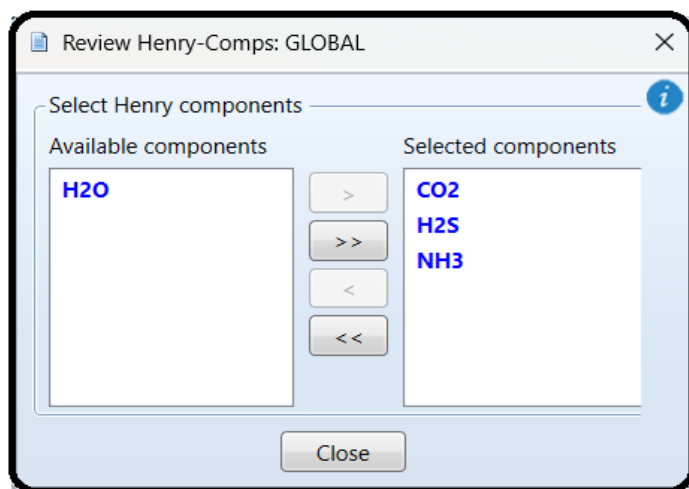 Review Henry-Comps: GLOBAL
Select Henry components
i
Available components
Selected components
H2O
>
>>
<
<<
CO2
H2S
NH3
Close